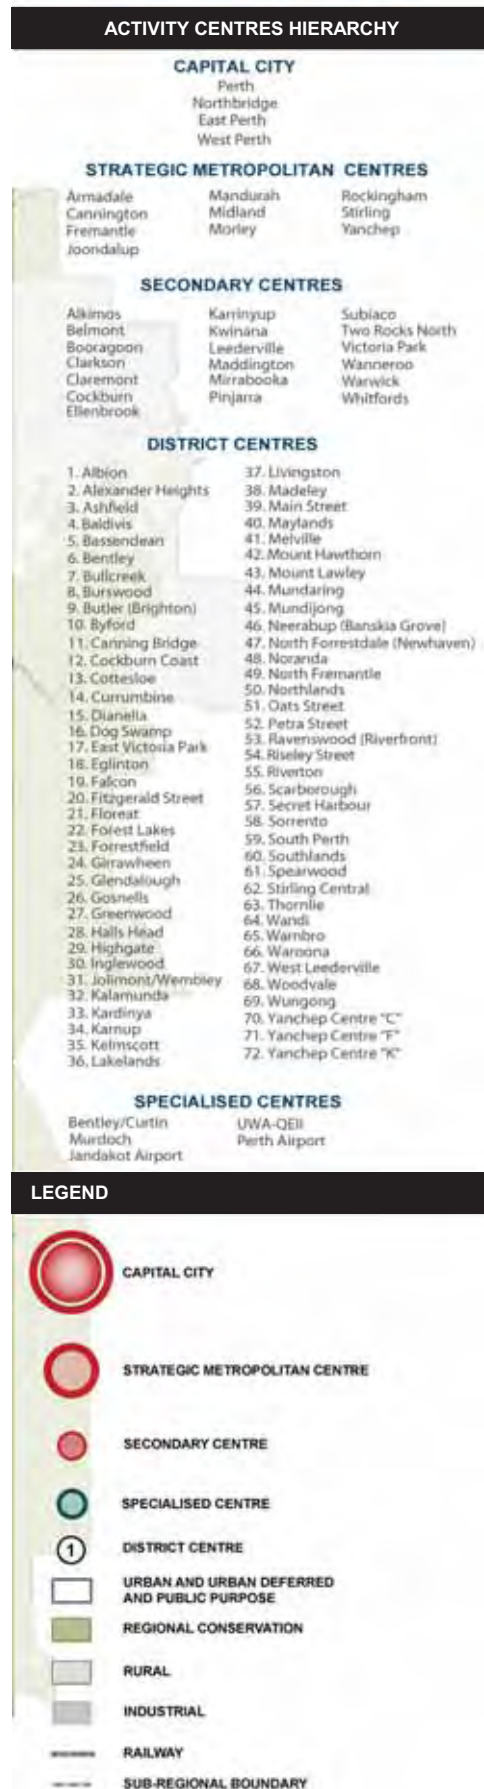 ACTIVITY CENTRES HIERARCHY
CAPITAL CITY
Perth
Northbridge
East Perth
West Perth
STRATEGIC METROPOLITAN CENTRES
Armadale
Cannington
Fremantle
Joondalup
Mandurah
Midland
Morley
Rockingham
Stirling
Yanchep
SECONDARY CENTRES
Alkimos
Belmont
Booragoon
Clarkson
Claremont
Cockburn
Ellenbrook
Karrinyup
Kwinana
Leederville
Maddington
Mirrabooka
Pinjarra
Subiaco
Two Rocks North
Victoria Park
Wanneroo
Warwick
Whitfords
DISTRICT CENTRES
1. Albion
2. Alexander Heights
3. Ashfield
4. Baldivis
5. Bassendean
6. Bentley
7. Bullcreek
8. Burswood
9. Butler (Brighton)
10. Byford
11. Canning Bridge
12. Cockburn Coast
13. Cottesloe
14. Currumbine
15. Dianella
16. Dog Swamp
17. East Victoria Park
18. Eglinton
19. Falcon
20. Fitzgerald Street
21. Floreat
22. Forest Lakes
23. Forrestfield
24. Girrawheen
25. Glendalough
26. Gosnells
27. Greenwood
28. Halls Head
29. Highgate
30. Inglewood
31. Jolimont/Wembley
32. Kalamunda
33. Kardinya
34. Karnup
35. Kelmscott
36. Lakelands
37. Livingston
38. Madeley
39. Main Street
40. Maylands
41. Melville
42. Mount Hawthorn
43. Mount Lawley
44. Mundaring
45. Mundijong
46. Neerabup (Banskia Grove)
47. North Forrestdale (Newhaven)
48. Noranda
49. North Fremantle
50. Northlands
51. Oats Street
52. Petra Street
53. Ravenswood (Riverfront)
54. Riseley Street
55. Riverton
56. Scarborough
57. Secret Harbour
58. Sorrento
59. South Perth
60. Southlands
61. Spearwood
62. Stirling Central
63. Thornlie
64. Wandi
65. Warnbro
66. Waroona
67. West Leederville
68. Woodvale
69. Wungong
70. Yanchep Centre "C"
71. Yanchep Centre "F"
72. Yanchep Centre "K"
SPECIALISED CENTRES
Bentley/Curtin
Murdoch
Jandakot Airport
UWA-QEII
Perth Airport
LEGEND
CAPITAL CITY
STRATEGIC METROPOLITAN CENTRE
SECONDARY CENTRE
SPECIALISED CENTRE
1 DISTRICT CENTRE
URBAN AND URBAN DEFERRED
AND PUBLIC PURPOSE
REGIONAL CONSERVATION
RURAL
INDUSTRIAL
RAILWAY
SUB-REGIONAL BOUNDARY